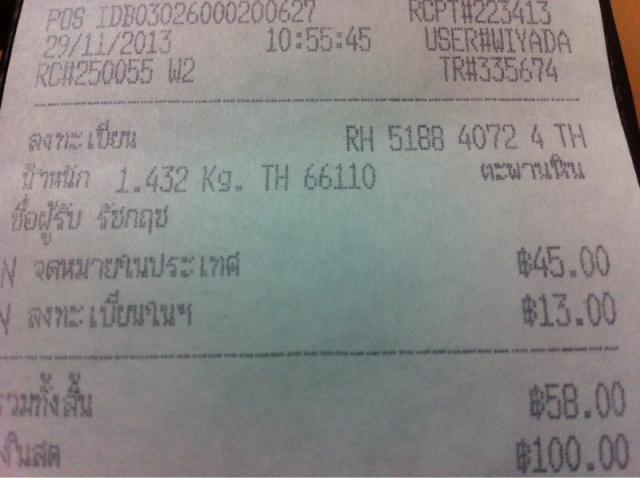 POS IDB03026000200627 RCPT#223413
29/11/2013 10:55:45 USER#WIYADA
RC#250055 W2 TR#335674
ลงทะเบียน RH 5188 4072 4 TH
น้ำหนัก 1.432 Kg. TH 66110 ตะพานหิน
ชื่อผู้รับ รัชกฤช
N จดหมายในประเทศ ฿45.00
N ลงทะเบียนในฯ ฿13.00
รวมทั้งสิ้น ฿58.00
เงินสด ฿100.00